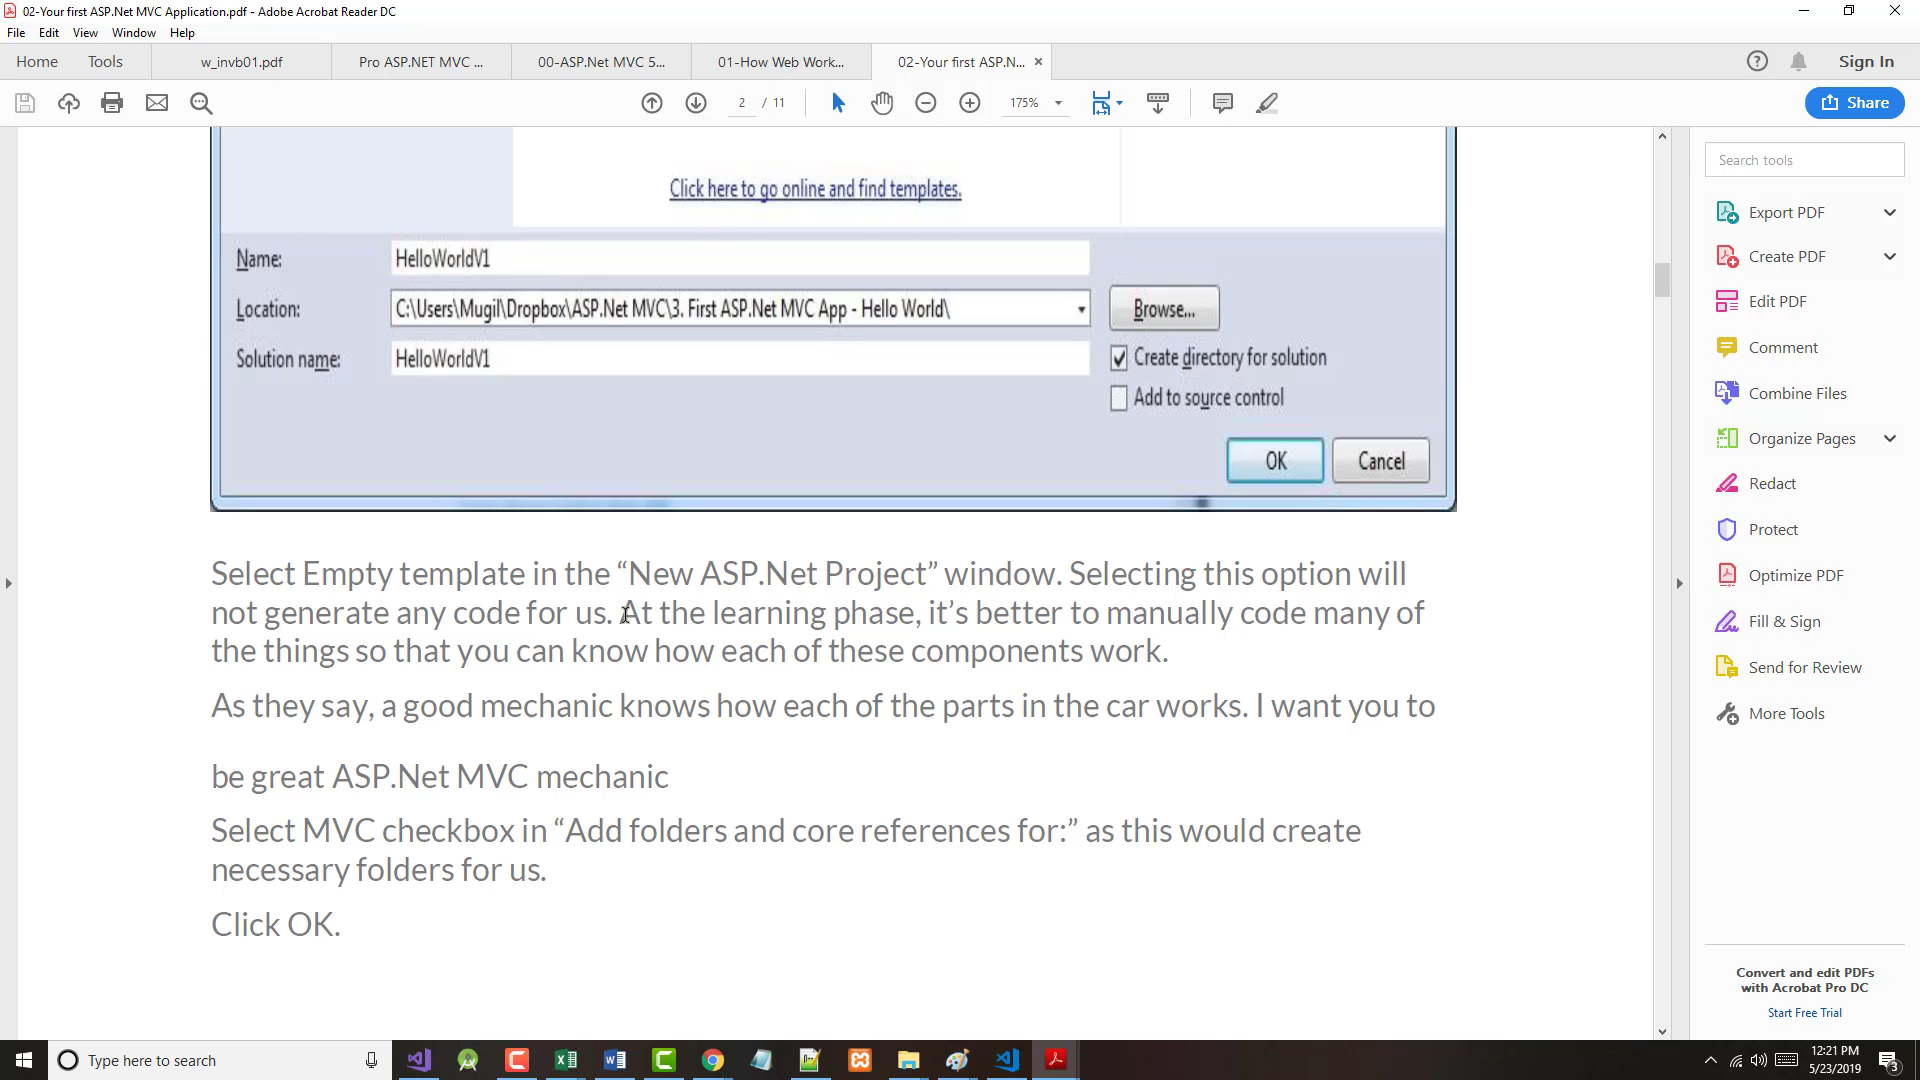 02-Your first ASP.Net MVC Application.pdf - Adobe Acrobat Reader DC
File Edit View Window Help
Home Tools w_invb01.pdf Pro ASP.NET MVC ... 00-ASP.Net MVC 5... 01-How Web Work... 02-Your first ASP.N... Sign In
2 / 11 175% Share
Click here to go online and find templates.
Name: HelloWorldV1
Location: C:\Users\Mugil\Dropbox\ASP.Net MVC\3. First ASP.Net MVC App - Hello World\ Browse...
Solution name: HelloWorldV1 Create directory for solution
Add to source control
OK Cancel
Select Empty template in the “New ASP.Net Project” window. Selecting this option will
not generate any code for us. At the learning phase, it’s better to manually code many of
the things so that you can know how each of these components work.
As they say, a good mechanic knows how each of the parts in the car works. I want you to
be great ASP.Net MVC mechanic
Select MVC checkbox in “Add folders and core references for:” as this would create
necessary folders for us.
Click OK.
Search tools
Export PDF
Create PDF
Edit PDF
Comment
Combine Files
Organize Pages
Redact
Protect
Optimize PDF
Fill & Sign
Send for Review
More Tools
Convert and edit PDFs
with Acrobat Pro DC
Start Free Trial
Type here to search
12:21 PM
5/23/2019
3